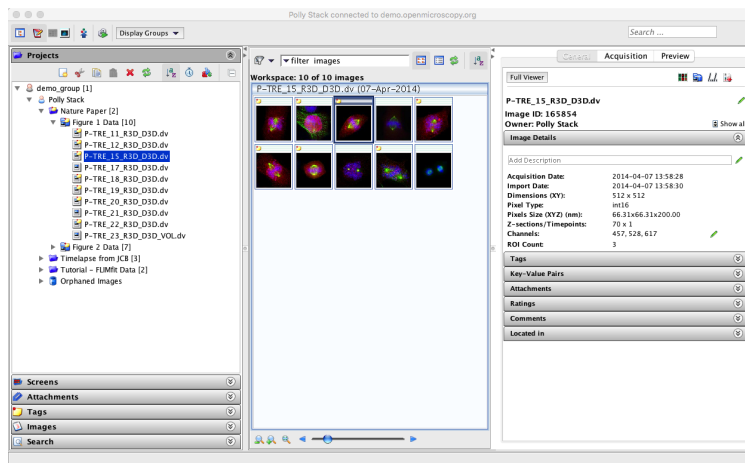 Polly Stack connected to demo.openmicroscopy.org
Display Groups
Search ...
Projects
demo_group [1]
Polly Stack
Nature Paper [2]
Figure 1 Data [10]
P-TRE_11_R3D_D3D.dv
P-TRE_12_R3D_D3D.dv
P-TRE_15_R3D_D3D.dv
P-TRE_17_R3D_D3D.dv
P-TRE_18_R3D_D3D.dv
P-TRE_19_R3D_D3D.dv
P-TRE_20_R3D_D3D.dv
P-TRE_21_R3D_D3D.dv
P-TRE_22_R3D_D3D.dv
P-TRE_23_R3D_D3D_VOL.dv
Figure 2 Data [7]
Timelapse from JCB [3]
Tutorial - FLIMfit Data [2]
Orphaned Images
Screens
Attachments
Tags
Images
Search
filter images
Workspace: 10 of 10 images
P-TRE_15_R3D_D3D.dv (07-Apr-2014)
General Acquisition Preview
Full Viewer
P-TRE_15_R3D_D3D.dv
Image ID: 165854
Owner: Polly Stack Show all
Image Details
Add Description
Acquisition Date: 2014-04-07 13:58:28
Import Date: 2014-04-07 13:58:30
Dimensions (XY): 512 x 512
Pixel Type: int16
Pixels Size (XYZ) (nm): 66.31x66.31x200.00
Z-sections/Timepoints: 70 x 1
Channels: 457, 528, 617
ROI Count: 3
Tags
Key-Value Pairs
Attachments
Ratings
Comments
Located in